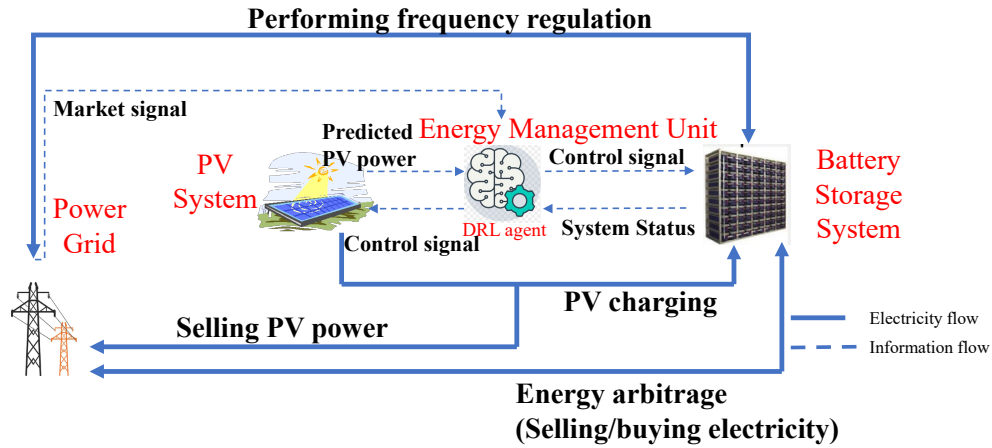 Performing frequency regulation
Market signal
Predicted
PV power
Energy Management Unit
Control signal
PV
System
Battery
Storage
System
Power
Grid
DRL agent
System Status
Control signal
PV charging
Selling PV power
Electricity flow
Information flow
Energy arbitrage
(Selling/buying electricity)